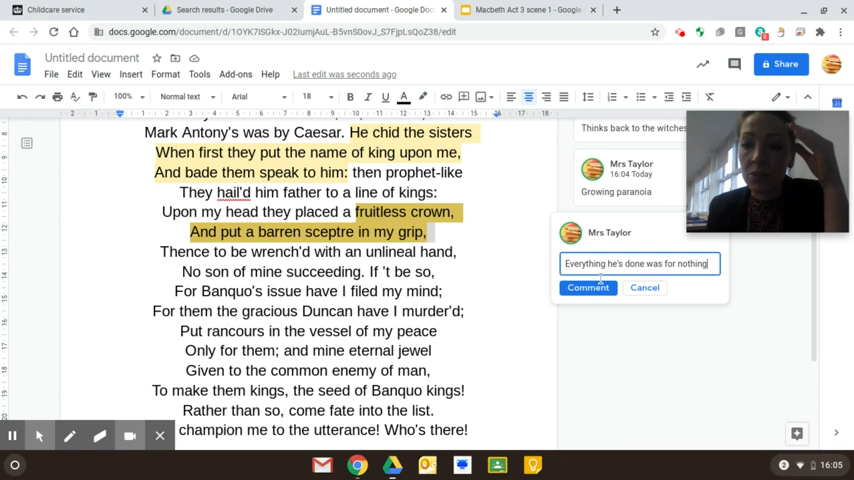 Childcare service
Search results - Google Drive
Untitled document - Google Doc
Macbeth Act 3 scene 1 - Google
docs.google.com/document/d/1OYK7iSGkx-J02IumjAuL-B5vnS0ovJ_S7FjpLsQoZ38/edit
Untitled document
File Edit View Insert Format Tools Add-ons Help Last edit was seconds ago
Share
100% Normal text Arial 18 B I U A
Mark Antony's was by Caesar. He chid the sisters
When first they put the name of king upon me,
And bade them speak to him: then prophet-like
They hail'd him father to a line of kings:
Upon my head they placed a fruitless crown,
And put a barren sceptre in my grip,
Thence to be wrench'd with an unlineal hand,
No son of mine succeeding. If 't be so,
For Banquo's issue have I filed my mind;
For them the gracious Duncan have I murder'd;
Put rancours in the vessel of my peace
Only for them; and mine eternal jewel
Given to the common enemy of man,
To make them kings, the seed of Banquo kings!
Rather than so, come fate into the list.
champion me to the utterance! Who's there!
Thinks back to the witches
Mrs Taylor
16:04 Today
Growing paranoia
Mrs Taylor
Everything he's done was for nothing
Comment Cancel
2 16:05